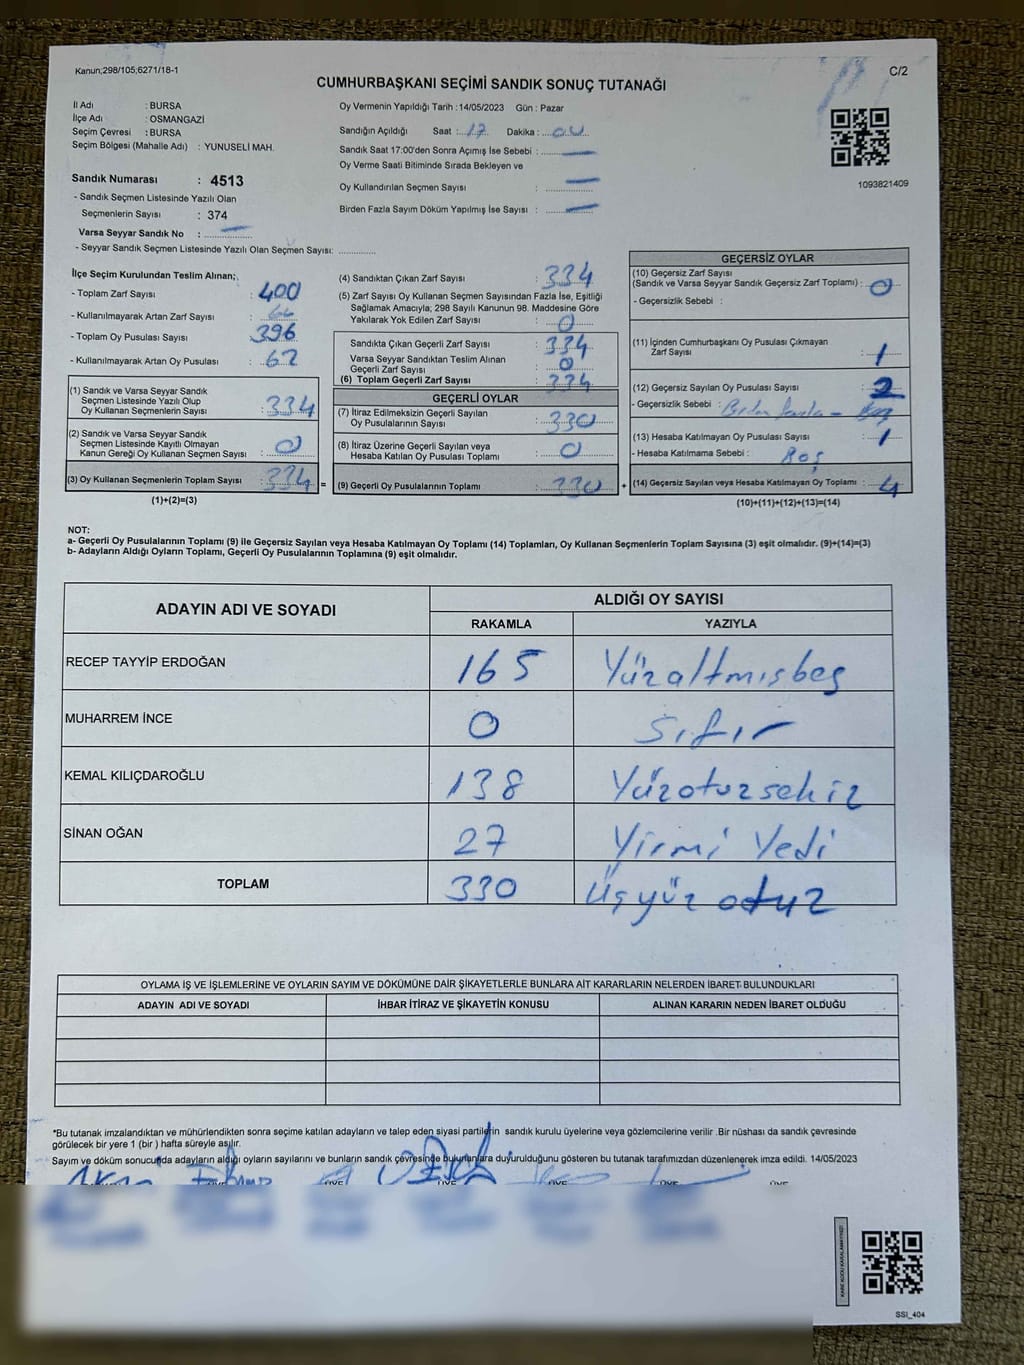 Kanun;298/105;6271/18-1
C/2
CUMHURBAŞKANI SEÇİMİ SANDIK SONUÇ TUTANAĞI
İl Adı : BURSA
İlçe Adı : OSMANGAZİ
Seçim Çevresi : BURSA
Seçim Bölgesi (Mahalle Adı) : YUNUSELİ MAH.
Sandık Numarası : 4513
- Sandık Seçmen Listesinde Yazılı Olan
Seçmenlerin Sayısı : 374
Varsa Seyyar Sandık No :
- Seyyar Sandık Seçmen Listesinde Yazılı Olan Seçmen Sayısı:
Oy Vermenin Yapıldığı Tarih :14/05/2023 Gün : Pazar
Sandığın Açıldığı Saat : 17 Dakika : 00
Sandık Saat 17:00'den Sonra Açımış İse Sebebi :
Oy Verme Saati Bitiminde Sırada Bekleyen ve
Oy Kullandırılan Seçmen Sayısı :
Birden Fazla Sayım Döküm Yapılmış İse Sayısı :
1093821409
İlçe Seçim Kurulundan Teslim Alınan;
- Toplam Zarf Sayısı : 400
- Kullanılmayarak Artan Zarf Sayısı : 66
- Toplam Oy Pusulası Sayısı : 396
- Kullanılmayarak Artan Oy Pusulası : 62
(1) Sandık ve Varsa Seyyar Sandık
Seçmen Listesinde Yazılı Olup
Oy Kullanan Seçmenlerin Sayısı : 334
(2) Sandık ve Varsa Seyyar Sandık
Seçmen Listesinde Kayıtlı Olmayan
Kanun Gereği Oy Kullanan Seçmen Sayısı : 0
(3) Oy Kullanan Seçmenlerin Toplam Sayısı : 334 =
(1)+(2)=(3)
(4) Sandıktan Çıkan Zarf Sayısı : 334
(5) Zarf Sayısı Oy Kullanan Seçmen Sayısından Fazla İse, Eşitliği
Sağlamak Amacıyla; 298 Sayılı Kanunun 98. Maddesine Göre
Yakılarak Yok Edilen Zarf Sayısı : 0
Sandıkta Çıkan Geçerli Zarf Sayısı : 334
Varsa Seyyar Sandıktan Teslim Alınan
Geçerli Zarf Sayısı : 0
(6) Toplam Geçerli Zarf Sayısı : 334
GEÇERLİ OYLAR
(7) İtiraz Edilmeksizin Geçerli Sayılan
Oy Pusulalarının Sayısı : 330
(8) İtiraz Üzerine Geçerli Sayılan veya
Hesaba Katılan Oy Pusulası Toplamı : 0
(9) Geçerli Oy Pusulalarının Toplamı : 330 +
GEÇERSİZ OYLAR
(10) Geçersiz Zarf Sayısı
(Sandık ve Varsa Seyyar Sandık Geçersiz Zarf Toplamı) : 0
- Geçersizlik Sebebi :
(11) İçinden Cumhurbaşkanı Oy Pusulası Çıkmayan
Zarf Sayısı : 1
(12) Geçersiz Sayılan Oy Pusulası Sayısı : 2
- Geçersizlik Sebebi : Birden fazla
(13) Hesaba Katılmayan Oy Pusulası Sayısı : 1
- Hesaba Katılmama Sebebi : Boş
(14) Geçersiz Sayılan veya Hesaba Katılmayan Oy Toplamı : 4
(10)+(11)+(12)+(13)=(14)
NOT:
a- Geçerli Oy Pusulalarının Toplamı (9) ile Geçersiz Sayılan veya Hesaba Katılmayan Oy Toplamı (14) Toplamları, Oy Kullanan Seçmenlerin Toplam Sayısına (3) eşit olmalıdır. (9)+(14)=(3)
b- Adayların Aldığı Oyların Toplamı, Geçerli Oy Pusulalarının Toplamına (9) eşit olmalıdır.
ADAYIN ADI VE SOYADI ALDIĞI OY SAYISI
RAKAMLA YAZIYLA
RECEP TAYYİP ERDOĞAN 165 Yüzaltmışbeş
MUHARREM İNCE 0 Sıfır
KEMAL KILIÇDAROĞLU 138 Yüzotuzsekiz
SİNAN OĞAN 27 Yirmi Yedi
TOPLAM 330 Üçyüz otuz
OYLAMA İŞ VE İŞLEMLERİNE VE OYLARIN SAYIM VE DÖKÜMÜNE DAİR ŞİKAYETLERLE BUNLARA AİT KARARLARIN NELERDEN İBARET BULUNDUKLARI
ADAYIN ADI VE SOYADI İHBAR İTİRAZ VE ŞİKAYETİN KONUSU ALINAN KARARIN NEDEN İBARET OLDUĞU
*Bu tutanak imzalandıktan ve mühürlendikten sonra seçime katılan adayların ve talep eden siyasi partilerin sandık kurulu üyelerine veya gözlemcilerine verilir .Bir nüshası da sandık çevresinde
görülecek bir yere 1 (bir ) hafta süreyle asılır.
Sayım ve döküm sonucunda adayların aldığı oyların sayılarını ve bunların sandık çevresinde bulunanlara duyurulduğunu gösteren bu tutanak tarafımızdan düzenlenerek imza edildi. 14/05/2023
ÜYE ÜYE ÜYE ÜYE ÜYE
SSI_404